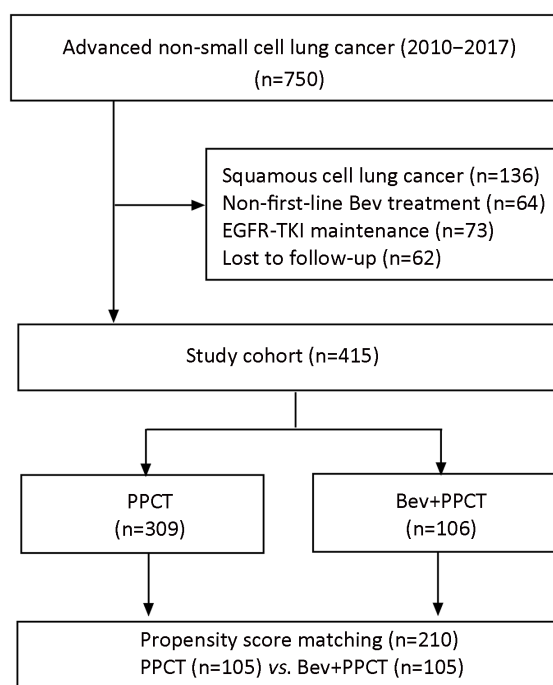 Advanced non-small cell lung cancer (2010−2017)
(n=750)
Squamous cell lung cancer (n=136)
Non-first-line Bev treatment (n=64)
EGFR-TKI maintenance (n=73)
Lost to follow-up (n=62)
Study cohort (n=415)
PPCT
(n=309)
Bev+PPCT
(n=106)
Propensity score matching (n=210)
PPCT (n=105) vs. Bev+PPCT (n=105)